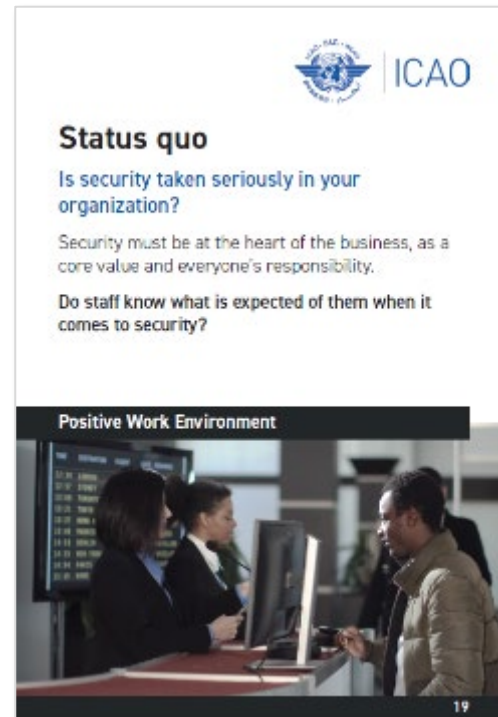 ICAO
Status quo
Is security taken seriously in your
organization?
Security must be at the heart of the business, as a
core value and everyone's responsibility.
Do staff know what is expected of them when it
comes to security?
Positive Work Environment
19